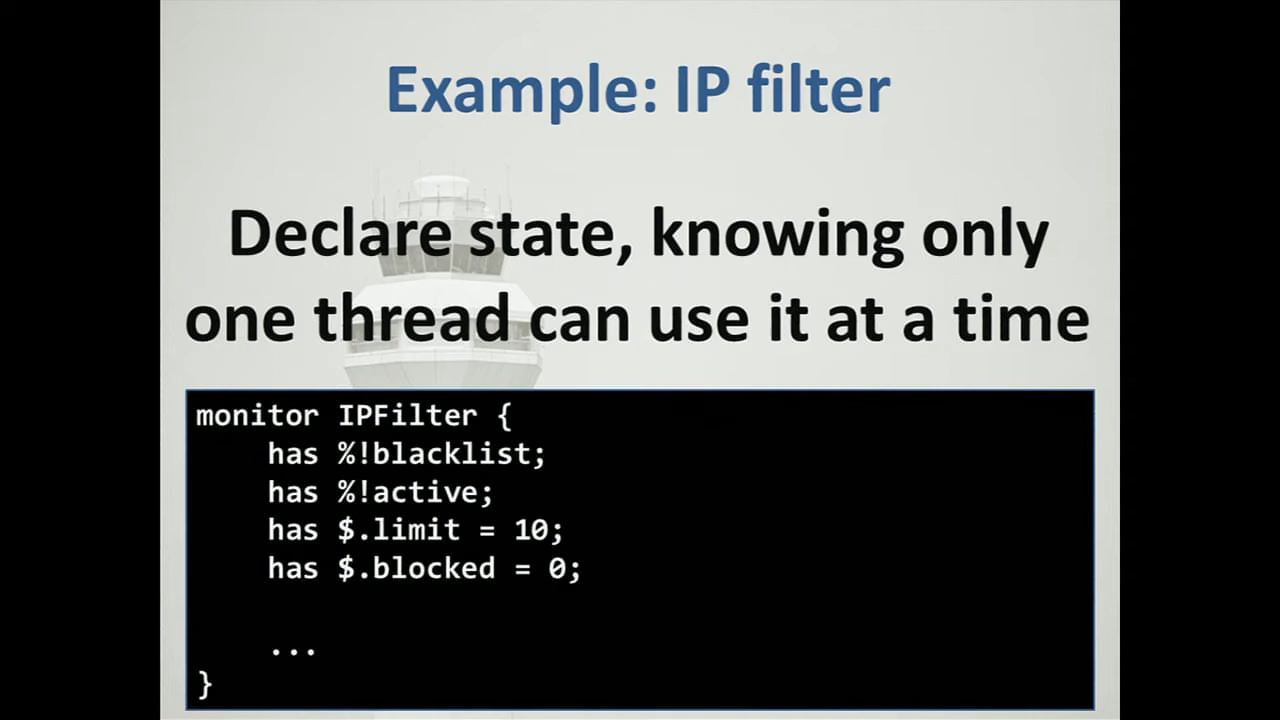 Example: IP filter
Declare state, knowing only
one thread can use it at a time
monitor IPFilter {
    has %!blacklist;
    has %!active;
    has $.limit = 10;
    has $.blocked = 0;
    ...
}